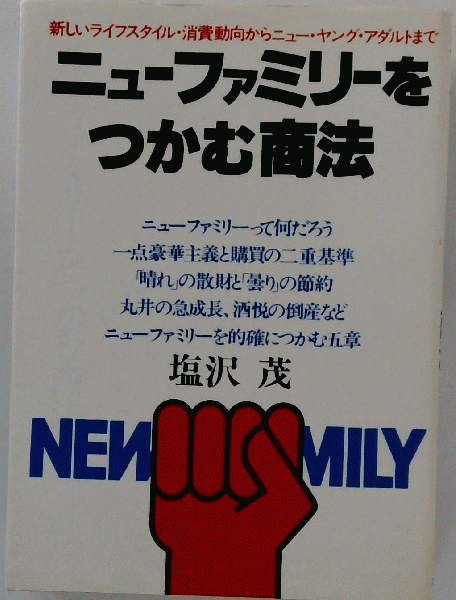 新しいライフスタイル・消費動向からニュー・ヤング・アダルトまで
ニューファミリーを
つかむ商法
ニューファミリーって何だろう
一点豪華主義と購買の二重基準
「晴れ」の散財と「曇り」の節約
丸井の急成長、酒悦の倒産など
ニューファミリーを的確につかむ五章
塩沢 茂
NEW MILY